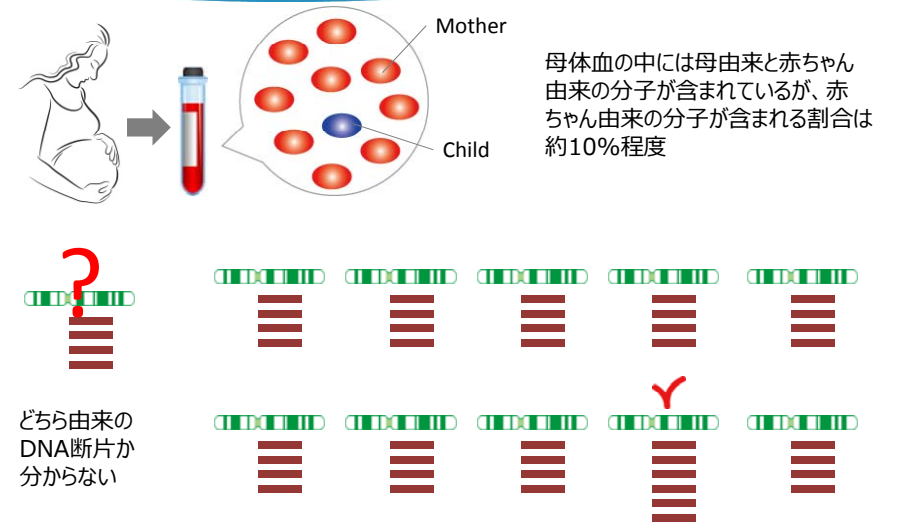 Mother
Child
母体血の中には母由来と赤ちゃん
由来の分子が含まれているが、赤
ちゃん由来の分子が含まれる割合は
約10%程度
?
どちら由来の
DNA断片か
分からない